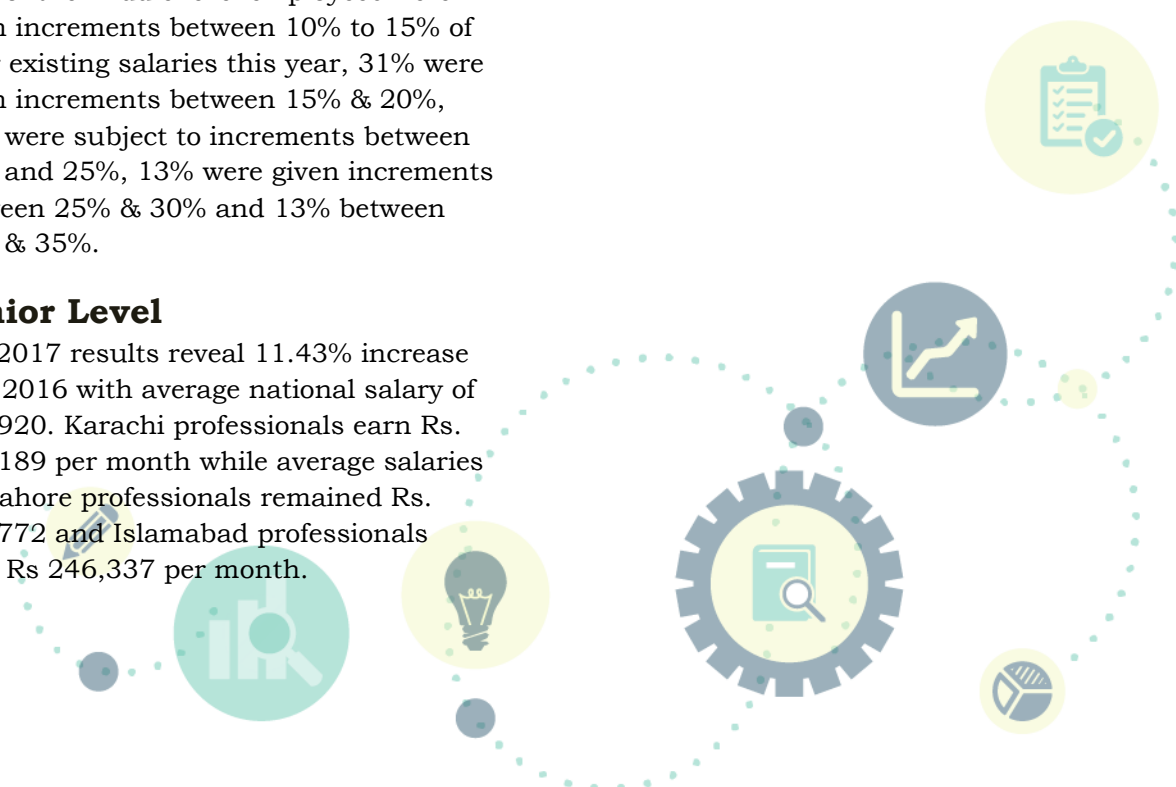 increments between 10% to 15% of
existing salaries this year, 31% were
increments between 15% & 20%,
were subject to increments between
and 25%, 13% were given increments
25% & 30% and 13% between
& 35%.
Level
2017 results reveal 11.43% increase
2016 with average national salary of
920. Karachi professionals earn Rs.
189 per month while average salaries
professionals remained Rs.
772 and Islamabad professionals
Rs 246,337 per month.